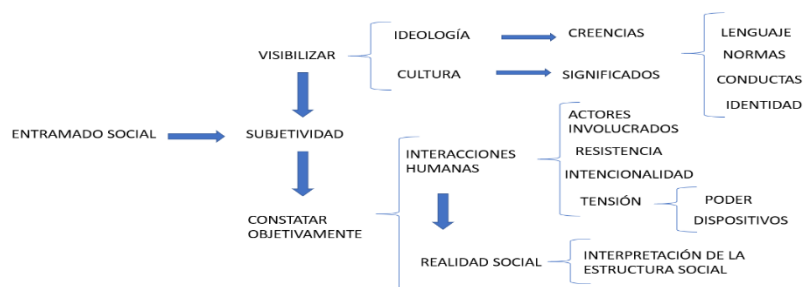 IDEOLOGÍA
CREENCIAS
LENGUAJE
VISIBILIZAR
NORMAS
CULTURA
SIGNIFICADOS
CONDUCTAS
IDENTIDAD
ENTRAMADO SOCIAL
SUBJETIVIDAD
ACTORES
INVOLUCRADOS
INTERACCIONES
HUMANAS
RESISTENCIA
INTENCIONALIDAD
TENSIÓN
PODER
DISPOSITIVOS
CONSTATAR
OBJETIVAMENTE
REALIDAD SOCIAL
INTERPRETACIÓN DE LA
ESTRUCTURA SOCIAL